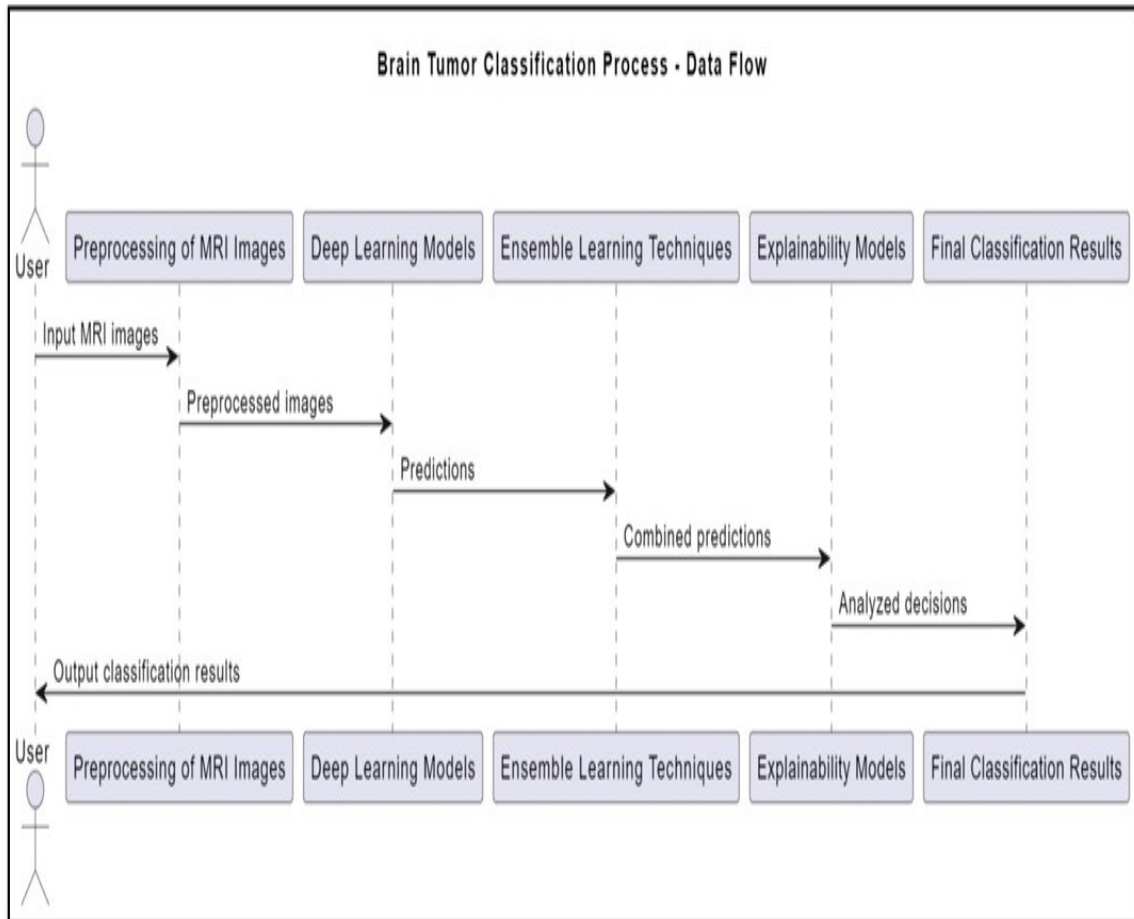 Brain Tumor Classification Process - Data Flow
User
Preprocessing of MRI Images
Deep Learning Models
Ensemble Learning Techniques
Explainability Models
Final Classification Results
Input MRI images
Preprocessed images
Predictions
Combined predictions
Analyzed decisions
Output classification results
User
Preprocessing of MRI Images
Deep Learning Models
Ensemble Learning Techniques
Explainability Models
Final Classification Results